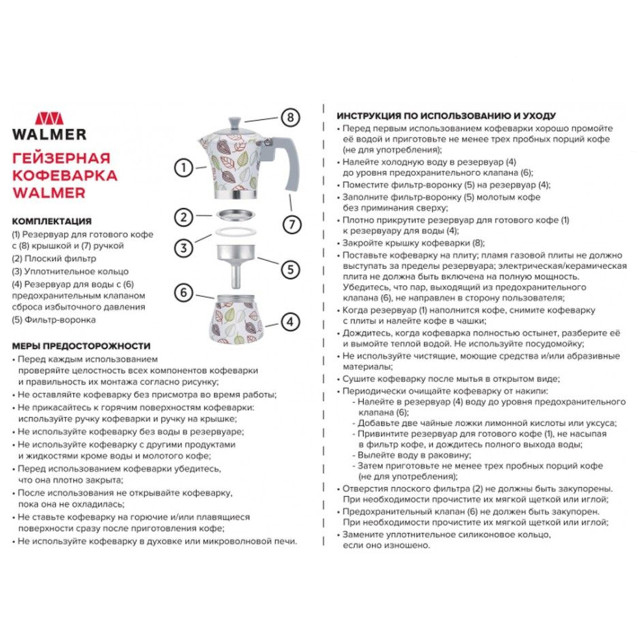 WALMER
ГЕЙЗЕРНАЯ
КОФЕВАРКА
WALMER
КОМПЛЕКТАЦИЯ
(1) Резервуар для готового кофе
с (8) крышкой и (7) ручкой
(2) Плоский фильтр
(3) Уплотнительное кольцо
(4) Резервуар для воды с (6)
предохранительным клапаном
сброса избыточного давления
(5) Фильтр-воронка
8
1
2
7
3
5
6
4
МЕРЫ ПРЕДОСТОРОЖНОСТИ
• Перед каждым использованием
проверяйте целостность всех компонентов кофеварки
и правильность их монтажа согласно рисунку;
• Не оставляйте кофеварку без присмотра во время работы;
• Не прикасайтесь к горячим поверхностям кофеварки:
используйте ручку кофеварки и ручку на крышке;
• Не используйте кофеварку без воды в резервуаре;
• Не используйте кофеварку с другими продуктами
и жидкостями кроме воды и молотого кофе;
• Перед использованием кофеварки убедитесь,
что она плотно закрыта;
• После использования не открывайте кофеварку,
пока она не охладилась;
• Не ставьте кофеварку на горючие и/или плавящиеся
поверхности сразу после приготовления кофе;
• Не используйте кофеварку в духовке или микроволновой печи.
ИНСТРУКЦИЯ ПО ИСПОЛЬЗОВАНИЮ И УХОДУ
• Перед первым использованием кофеварки хорошо промойте
её водой и приготовьте не менее трех пробных порций кофе
(не для употребления);
• Налейте холодную воду в резервуар (4)
до уровня предохранительного клапана (6);
• Поместите фильтр-воронку (5) на резервуар (4);
• Заполните фильтр-воронку (5) молотым кофе
без приминания сверху;
• Плотно прикрутите резервуар для готового кофе (1)
к резервуару для воды (4);
• Закройте крышку кофеварки (8);
• Поставьте кофеварку на плиту; пламя газовой плиты не должно
выступать за пределы резервуара; электрическая/керамическая
плита не должна быть включена на полную мощность.
Убедитесь, что пар, выходящий из предохранительного
клапана (6), не направлен в сторону пользователя;
• Когда резервуар (1) наполнится кофе, снимите кофеварку
с плиты и налейте кофе в чашки;
• Дождитесь, когда кофеварка полностью остынет, разберите её
и вымойте теплой водой. Не используйте посудомойку;
• Не используйте чистящие, моющие средства и/или абразивные
материалы;
• Сушите кофеварку после мытья в открытом виде;
• Периодически очищайте кофеварку от накипи:
- Налейте в резервуар (4) воду до уровня предохранительного
клапана (6);
- Добавьте две чайные ложки лимонной кислоты или уксуса;
- Привинтите резервуар для готового кофе (1), не насыпая
в фильтр кофе, и дождитесь полного выхода воды;
- Вылейте воду в раковину;
- Затем приготовьте не менее трех пробных порций кофе
(не для употребления);
• Отверстия плоского фильтра (2) не должны быть закупорены.
При необходимости прочистите их мягкой щеткой или иглой;
• Предохранительный клапан (6) не должен быть закупорен.
При необходимости прочистите их мягкой щеткой или иглой;
• Замените уплотнительное силиконовое кольцо,
если оно изношено.